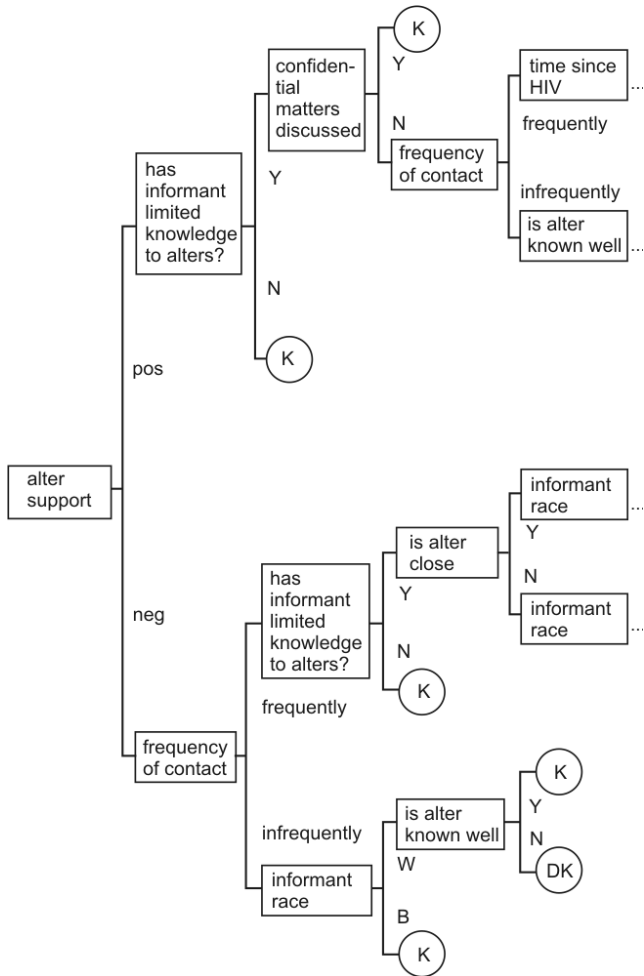 K
confiden-
tial
matters
discussed
Y
time since
HIV
...
N
frequently
has
informant
limited
knowledge
to alters?
frequency
of contact
Y
infrequently
is alter
known well
...
N
K
pos
alter
support
informant
race
...
is alter
close
Y
has
informant
limited
knowledge
to alters?
Y
N
neg
informant
race
...
N
K
frequently
frequency
of contact
K
is alter
known well
Y
infrequently
N
W
DK
informant
race
B
K